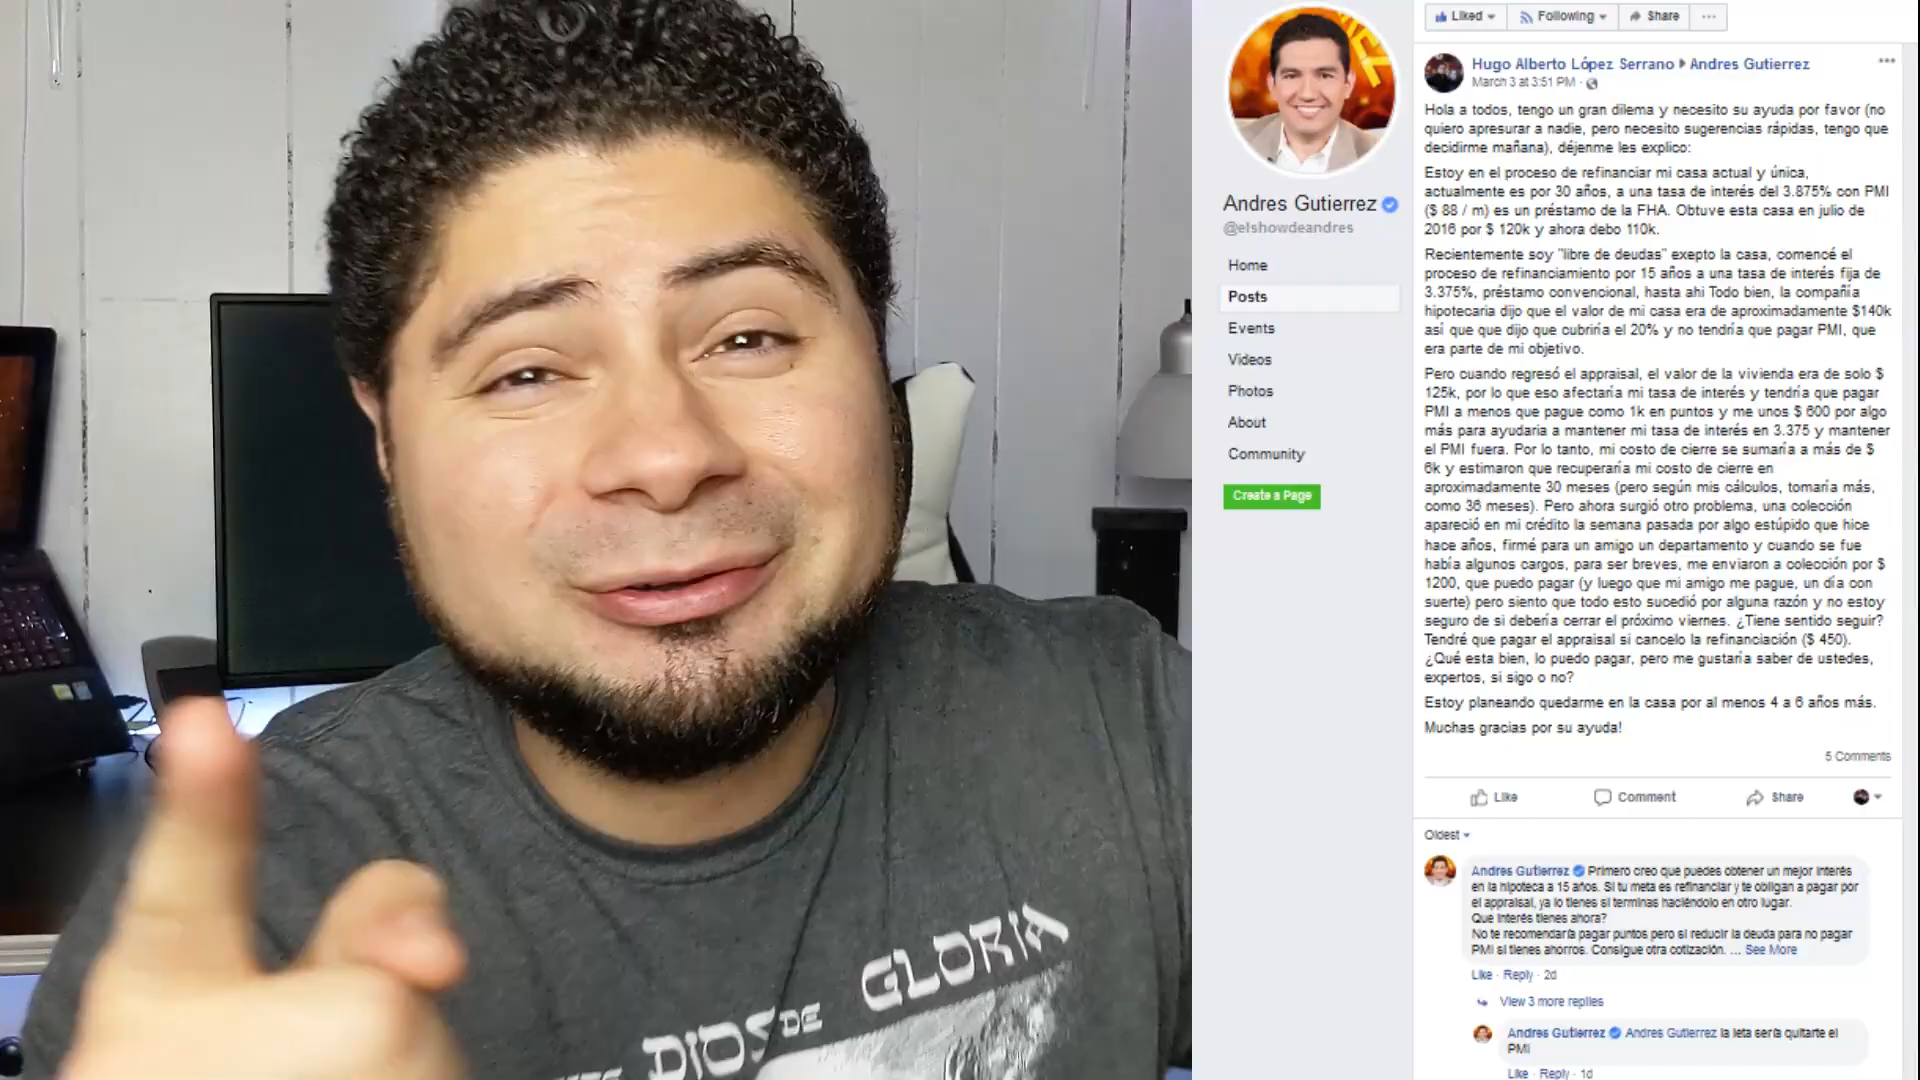 DIOS DE GLORIA
Liked
Following
Share
Andres Gutierrez
@elshowdeandres
Home
Posts
Events
Videos
Photos
About
Community
Create a Page
Hugo Alberto López Serrano ▸ Andres Gutierrez
March 3 at 3:51 PM ·
Hola a todos, tengo un gran dilema y necesito su ayuda por favor (no
quiero apresurar a nadie, pero necesito sugerencias rápidas, tengo que
decidirme mañana), déjenme les explico:
Estoy en el proceso de refinanciar mi casa actual y única,
actualmente es por 30 años, a una tasa de interés del 3.875% con PMI
($ 88 / m) es un préstamo de la FHA. Obtuve esta casa en julio de
2016 por $ 120k y ahora debo 110k.
Recientemente soy "libre de deudas" exepto la casa, comencé el
proceso de refinanciamiento por 15 años a una tasa de interés fija de
3.375%, préstamo convencional, hasta ahi Todo bien, la compañía
hipotecaria dijo que el valor de mi casa era de aproximadamente $140k
así que que dijo que cubriría el 20% y no tendría que pagar PMI, que
era parte de mi objetivo.
Pero cuando regresó el appraisal, el valor de la vivienda era de solo $
125k, por lo que eso afectaría mi tasa de interés y tendría que pagar
PMI a menos que pague como 1k en puntos y me unos $ 600 por algo
más para ayudarla a mantener mi tasa de interés en 3.375 y mantener
el PMI fuera. Por lo tanto, mi costo de cierre se sumaría a más de $
6k y estimaron que recuperaría mi costo de cierre en
aproximadamente 30 meses (pero según mis cálculos, tomaría más,
como 36 meses). Pero ahora surgió otro problema, una colección
apareció en mi crédito la semana pasada por algo estúpido que hice
hace años, firmé para un amigo un departamento y cuando se fue
había algunos cargos, para ser breves, me enviaron a colección por $
1200, que puedo pagar (y luego que mi amigo me pague, un día con
suerte) pero siento que todo esto sucedió por alguna razón y no estoy
seguro de si debería cerrar el próximo viernes. ¿Tiene sentido seguir?
Tendré que pagar el appraisal si cancelo la refinanciación ($ 450).
¿Qué esta bien, lo puedo pagar, pero me gustaría saber de ustedes,
expertos, si sigo o no?
Estoy planeando quedarme en la casa por al menos 4 a 6 años más.
Muchas gracias por su ayuda!
5 Comments
Like
Comment
Share
Oldest
Andres Gutierrez Primero creo que puedes obtener un mejor interés
en la hipoteca a 15 años. Si tu meta es refinanciar y te obligan a pagar por
el appraisal, ya lo tienes si terminas haciéndolo en otro lugar.
Que interés tienes ahora?
No te recomendaría pagar puntos pero si reducir la deuda para no pagar
PMI si tienes ahorros. Consigue otra cotización. ... See More
Like · Reply · 2d
View 3 more replies
Andres Gutierrez Andres Gutierrez la leta sería quitarte el
PMI
Like · Reply · 1d